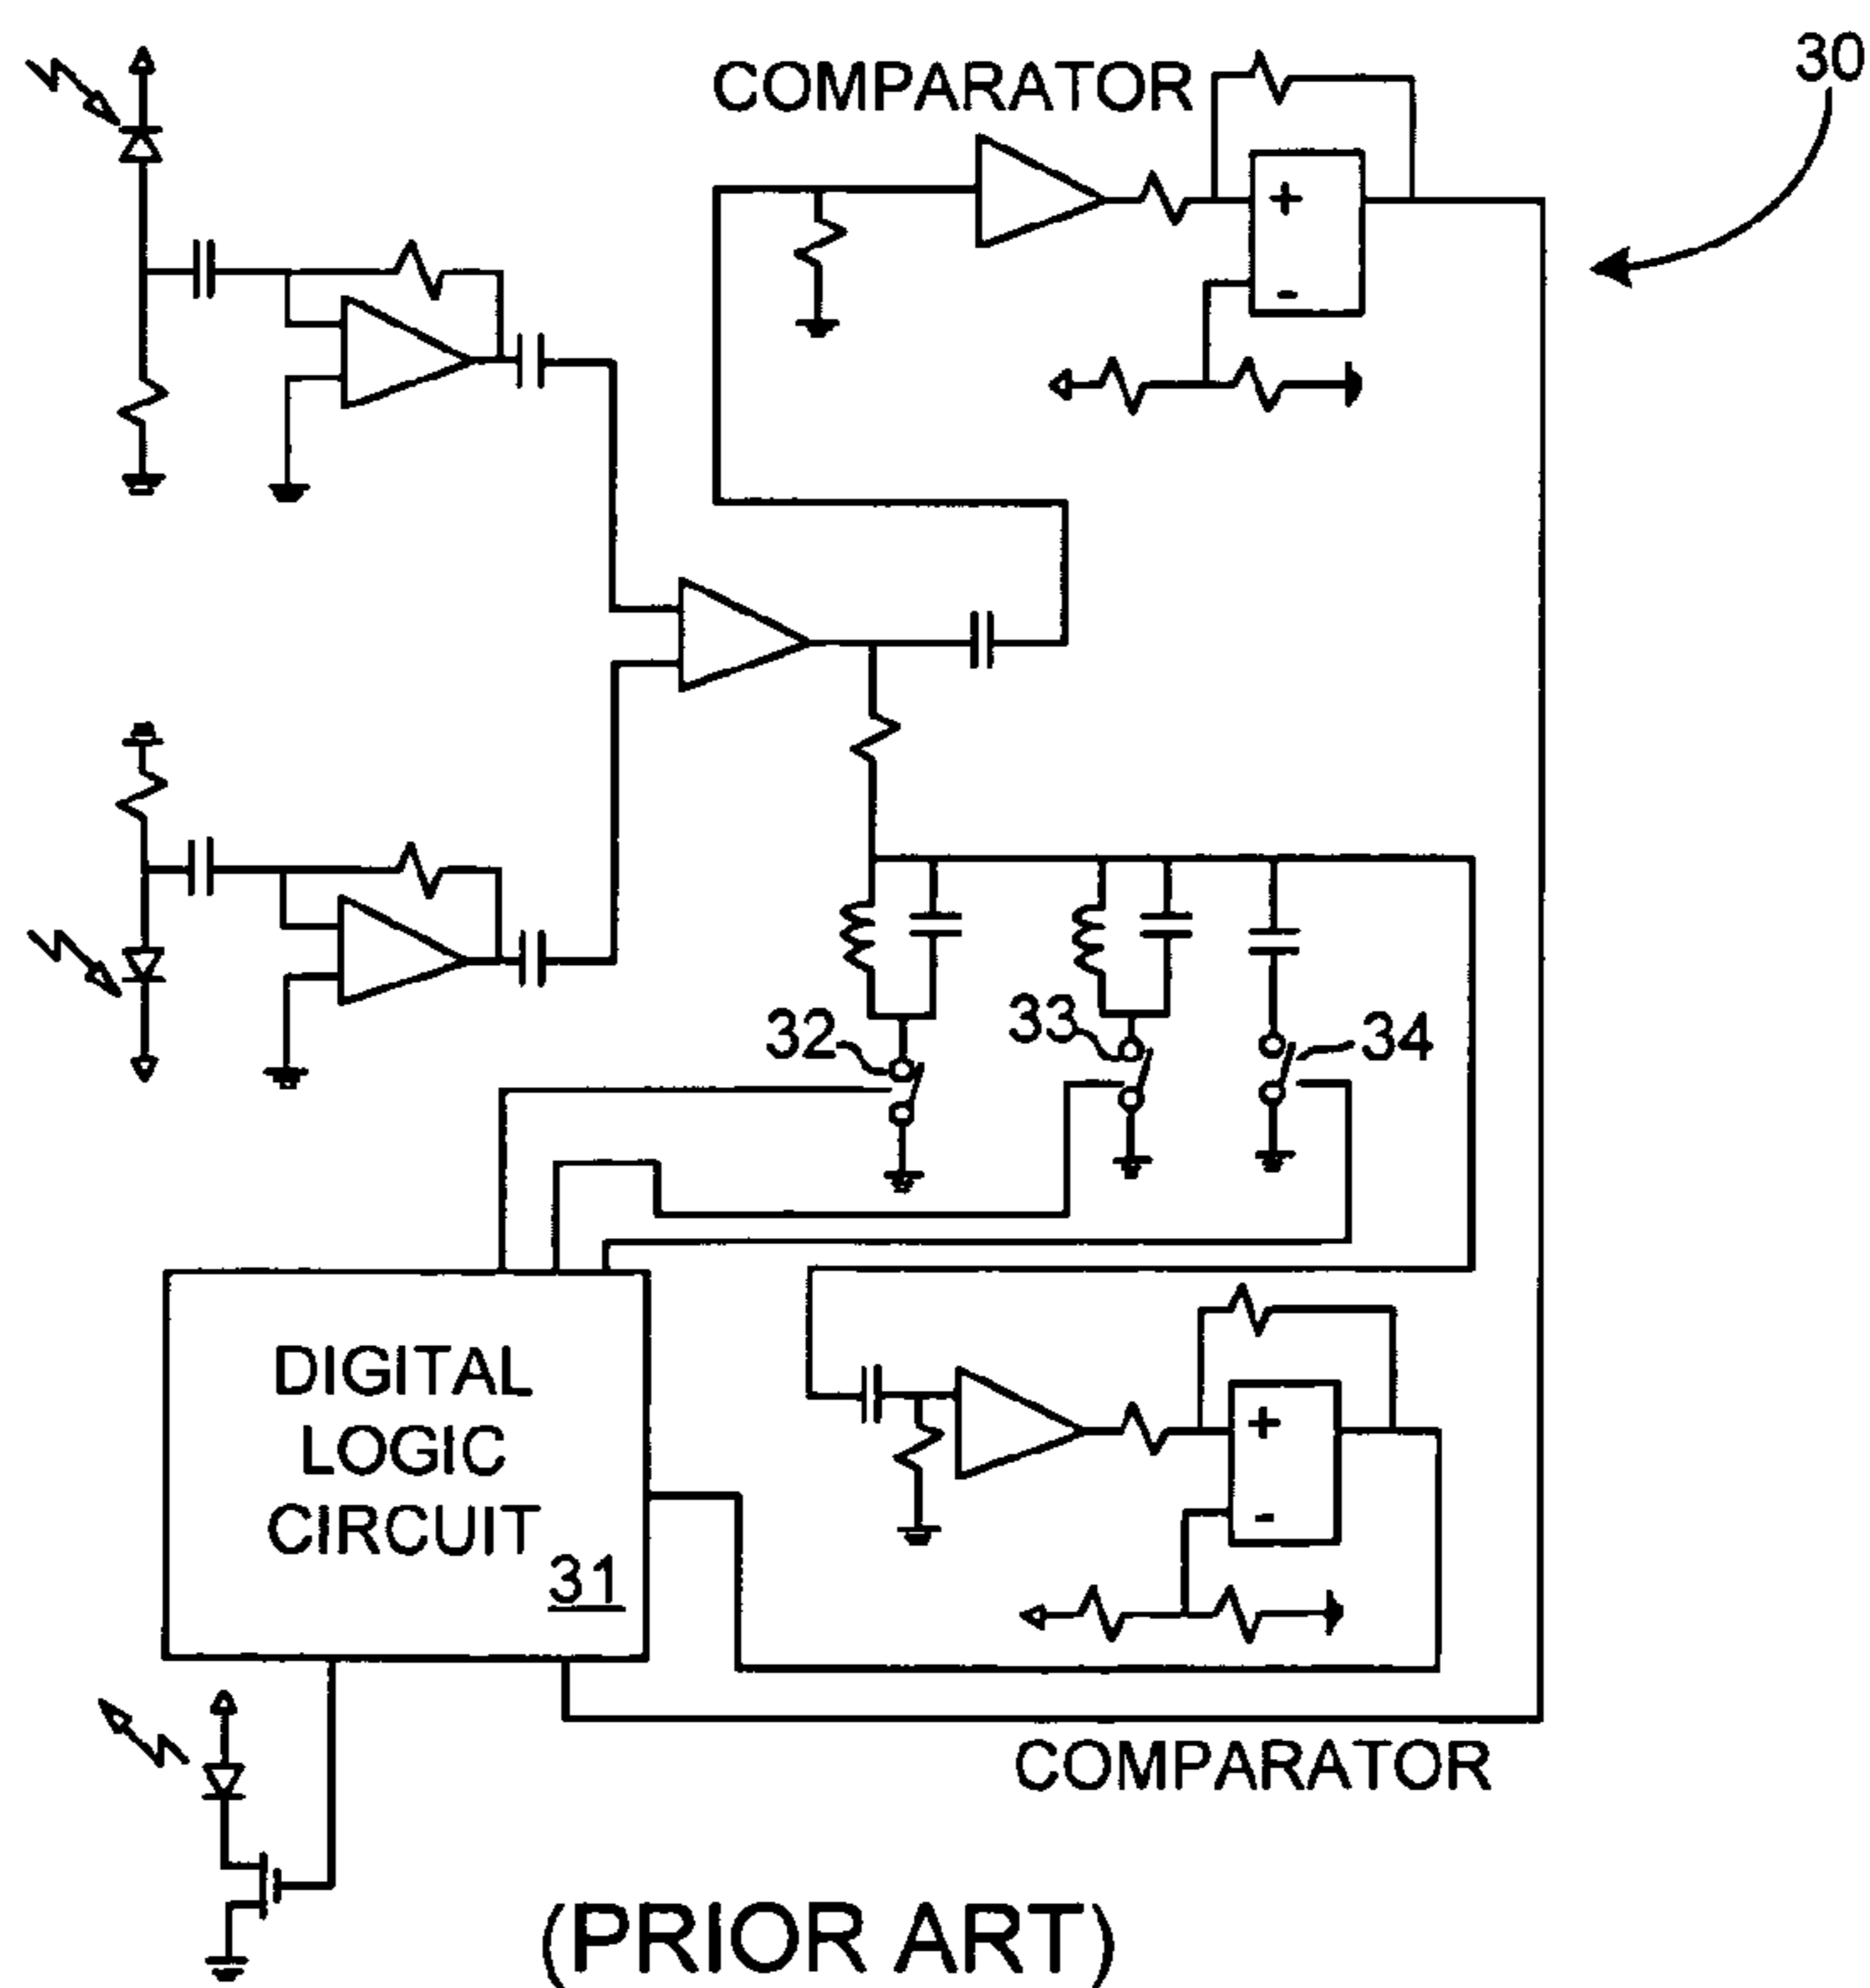 COMPARATOR
30
+
-
32
33
34
DIGITAL
LOGIC
CIRCUIT
31
+
-
COMPARATOR
(PRIOR ART)